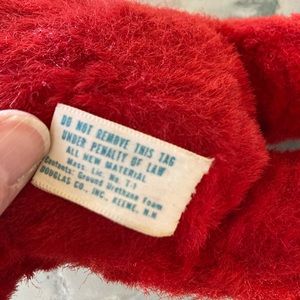 DO NOT REMOVE THIS TAG
UNDER PENALTY OF LAW
ALL NEW MATERIAL
Mass. Lic. No. T-1
Contents: Ground Urethane Foam
DOUGLAS CO., INC. KEENE, N.H